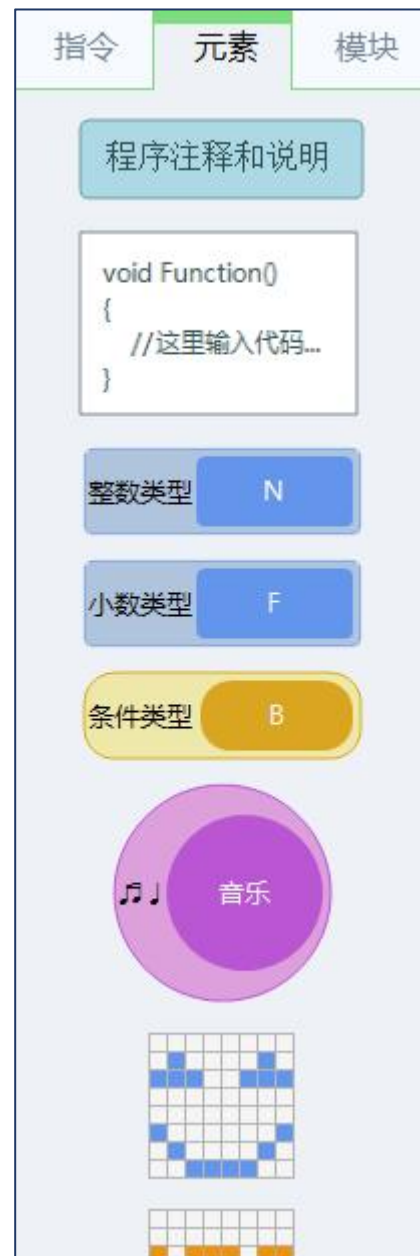 指令 元素 模块
程序注释和说明
void Function()
{
//这里输入代码...
}
整数类型 N
小数类型 F
条件类型 B
♬♩ 音乐